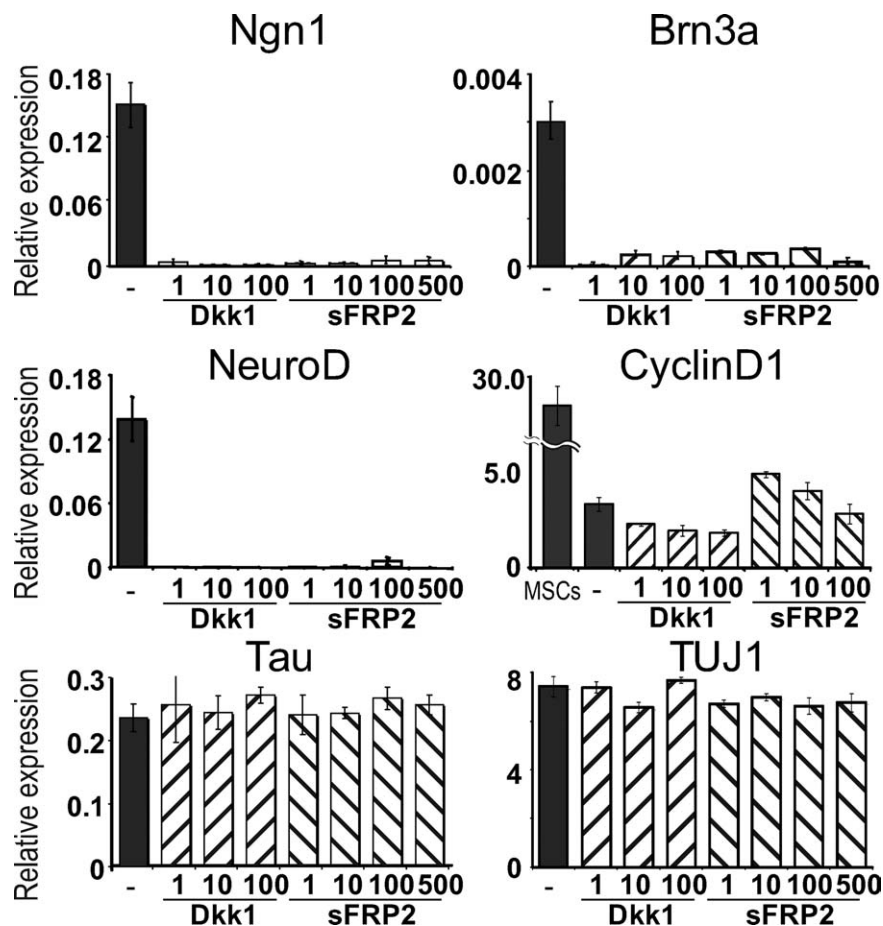 Ngn1
Relative expression
0.18
0.12
0.06
0
- 1 10 100 1 10 100 500
Dkk1 sFRP2
Brn3a
0.004
0.002
0
- 1 10 100 1 10 100 500
Dkk1 sFRP2
NeuroD
Relative expression
0.18
0.12
0.06
0
- 1 10 100 1 10 100 500
Dkk1 sFRP2
CyclinD1
30.0
5.0
0
MSCs - 1 10 100 1 10 100
Dkk1 sFRP2
Tau
Relative expression
0.3
0.2
0.1
0
- 1 10 100 1 10 100 500
Dkk1 sFRP2
TUJ1
8
4
0
- 1 10 100 1 10 100 500
Dkk1 sFRP2